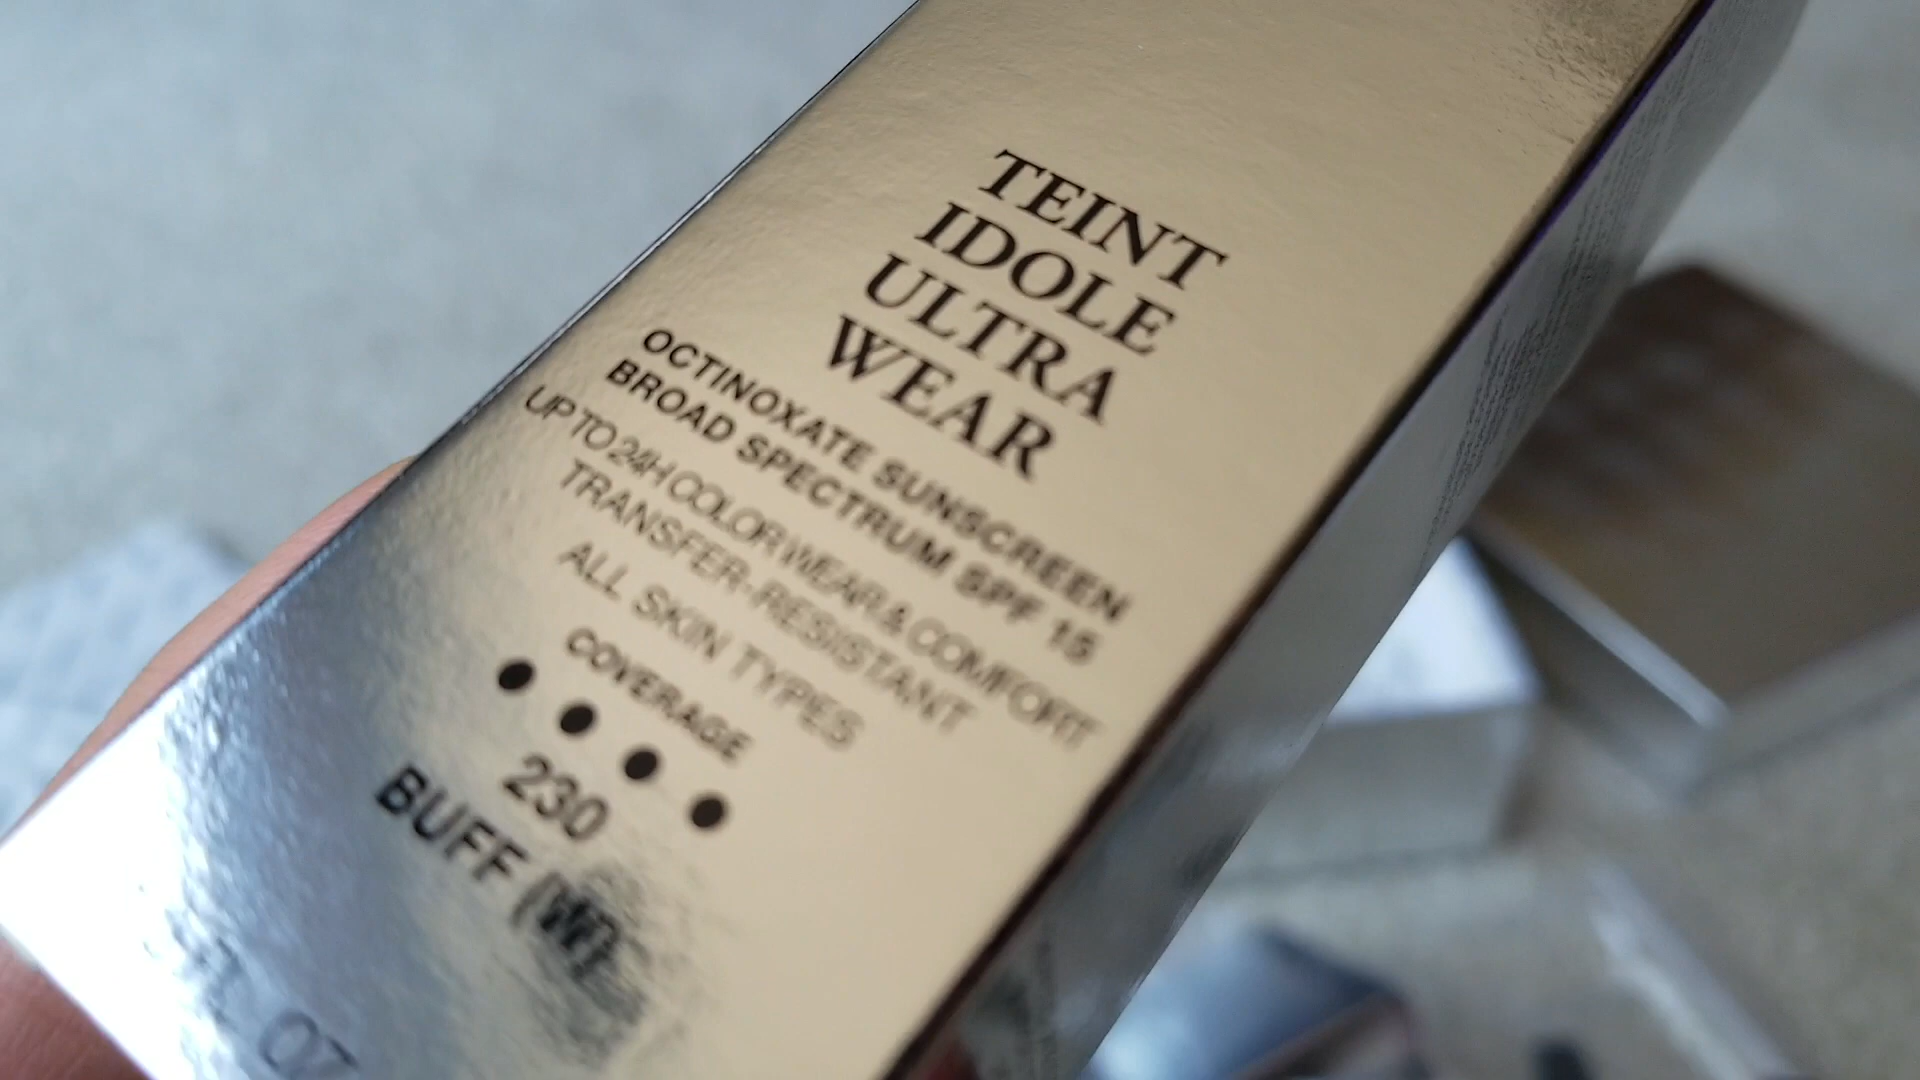 TEINT
IDOLE
ULTRA
WEAR
OCTINOXATE SUNSCREEN
BROAD SPECTRUM SPF 15
UP TO 24H COLOR WEAR & COMFORT
TRANSFER-RESISTANT
ALL SKIN TYPES
COVERAGE
230
BUFF (W)
OZ